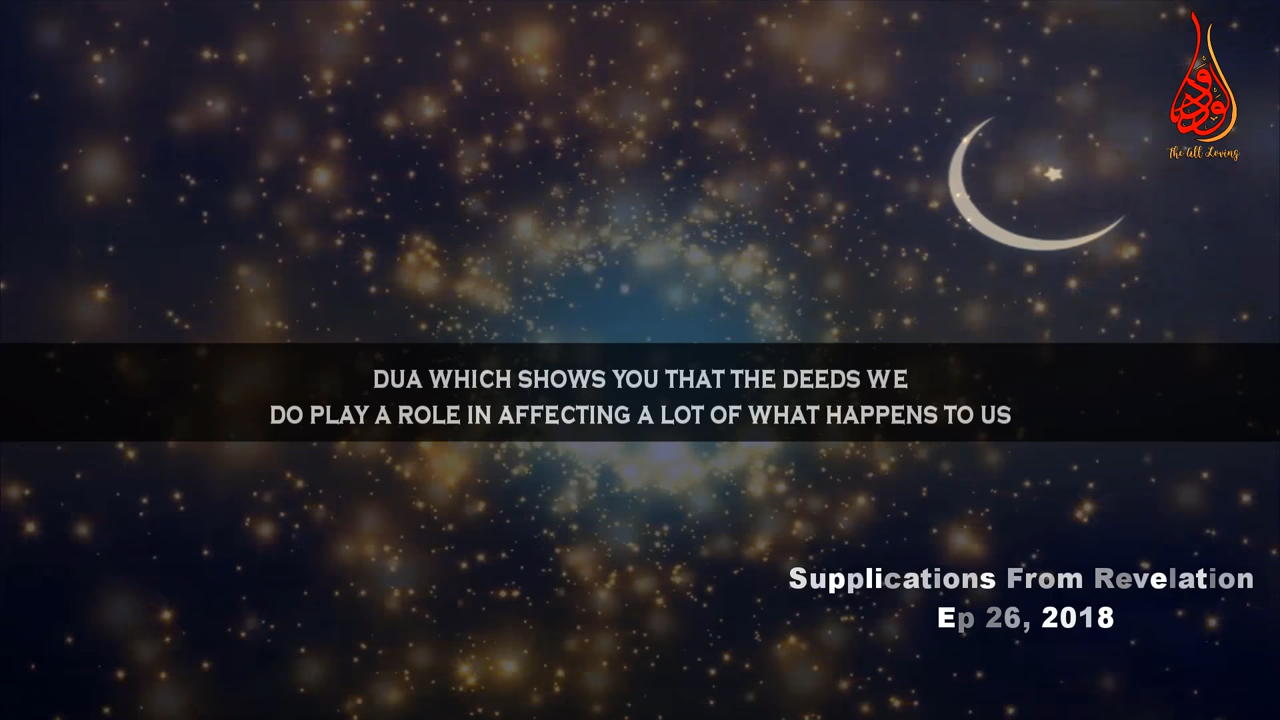 الودود
The All Loving
DUA WHICH SHOWS YOU THAT THE DEEDS WE
DO PLAY A ROLE IN AFFECTING A LOT OF WHAT HAPPENS TO US
Supplications From Revelation
Ep 26, 2018